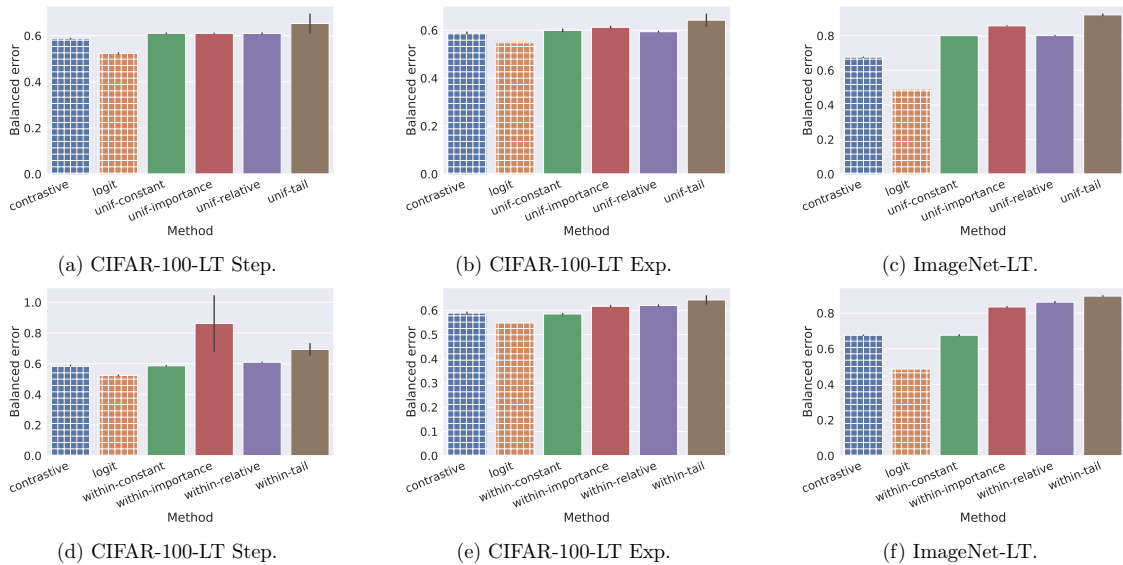 Balanced error
0.6
0.4
0.2
0.0
contrastive
logit
unif-constant
unif-importance
unif-relative
unif-tail
Method
(a) CIFAR-100-LT Step.
Balanced error
0.6
0.4
0.2
0.0
contrastive
logit
unif-constant
unif-importance
unif-relative
unif-tail
Method
(b) CIFAR-100-LT Exp.
Balanced error
0.8
0.6
0.4
0.2
0.0
contrastive
logit
unif-constant
unif-importance
unif-relative
unif-tail
Method
(c) ImageNet-LT.
Balanced error
1.0
0.8
0.6
0.4
0.2
0.0
contrastive
logit
within-constant
within-importance
within-relative
within-tail
Method
(d) CIFAR-100-LT Step.
Balanced error
0.6
0.5
0.4
0.3
0.2
0.1
0.0
contrastive
logit
within-constant
within-importance
within-relative
within-tail
Method
(e) CIFAR-100-LT Exp.
Balanced error
0.8
0.6
0.4
0.2
0.0
contrastive
logit
within-constant
within-importance
within-relative
within-tail
Method
(f) ImageNet-LT.